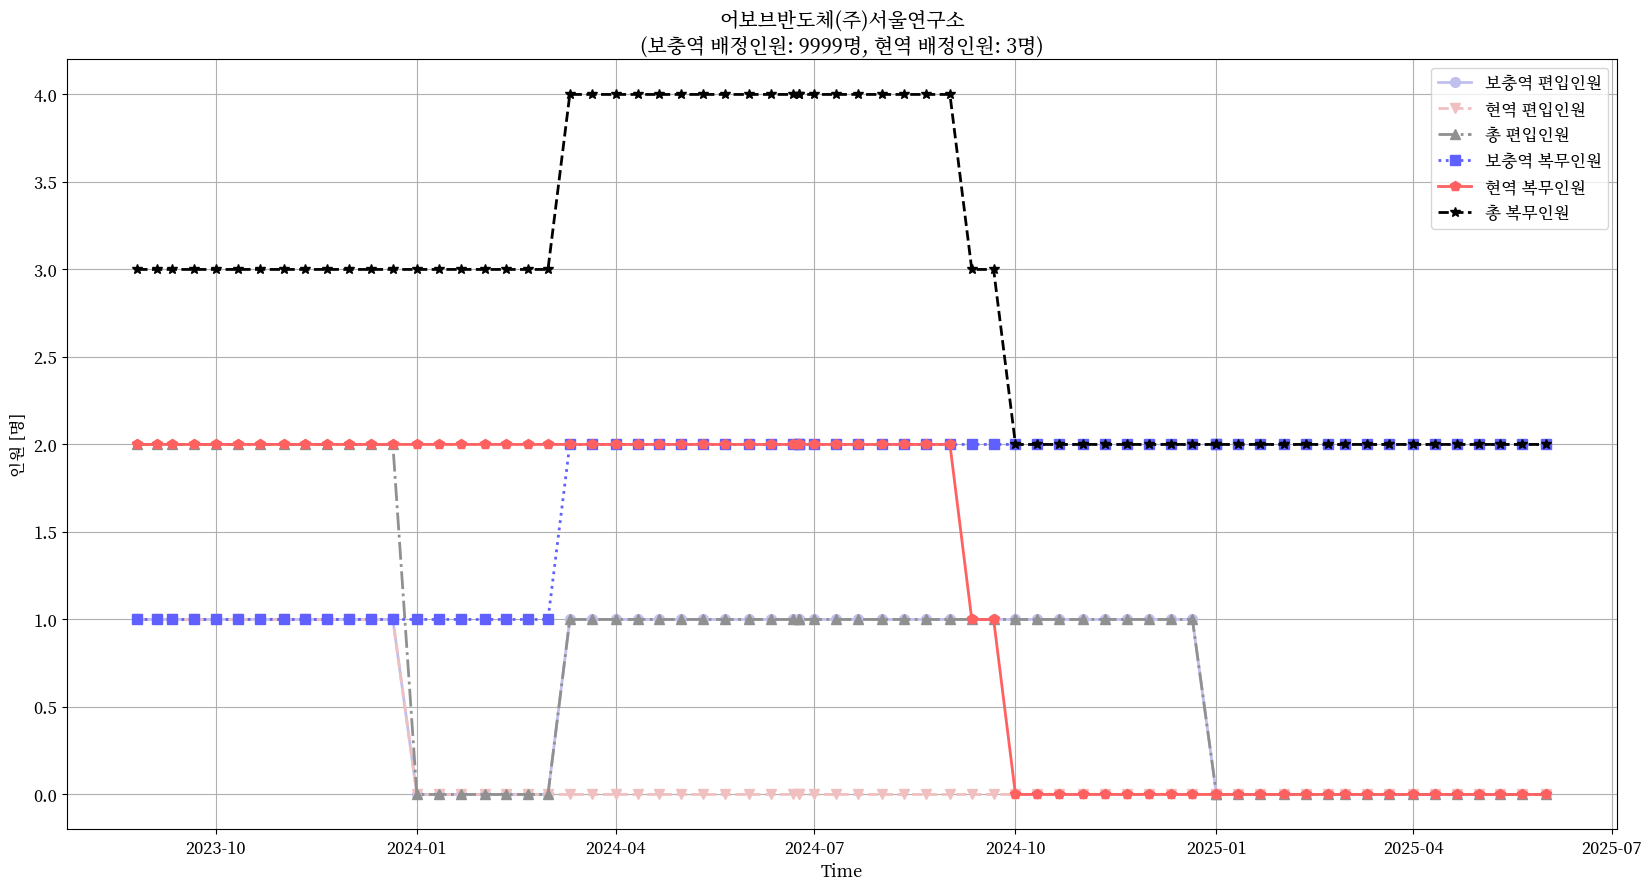 어보브반도체(주)서울연구소
(보충역 배정인원: 9999명, 현역 배정인원: 3명)
보충역 편입인원
현역 편입인원
총 편입인원
보충역 복무인원
현역 복무인원
총 복무인원
인원 [명]
4.0
3.5
3.0
2.5
2.0
1.5
1.0
0.5
0.0
2023-10
2024-01
2024-04
2024-07
2024-10
2025-01
2025-04
2025-07
Time